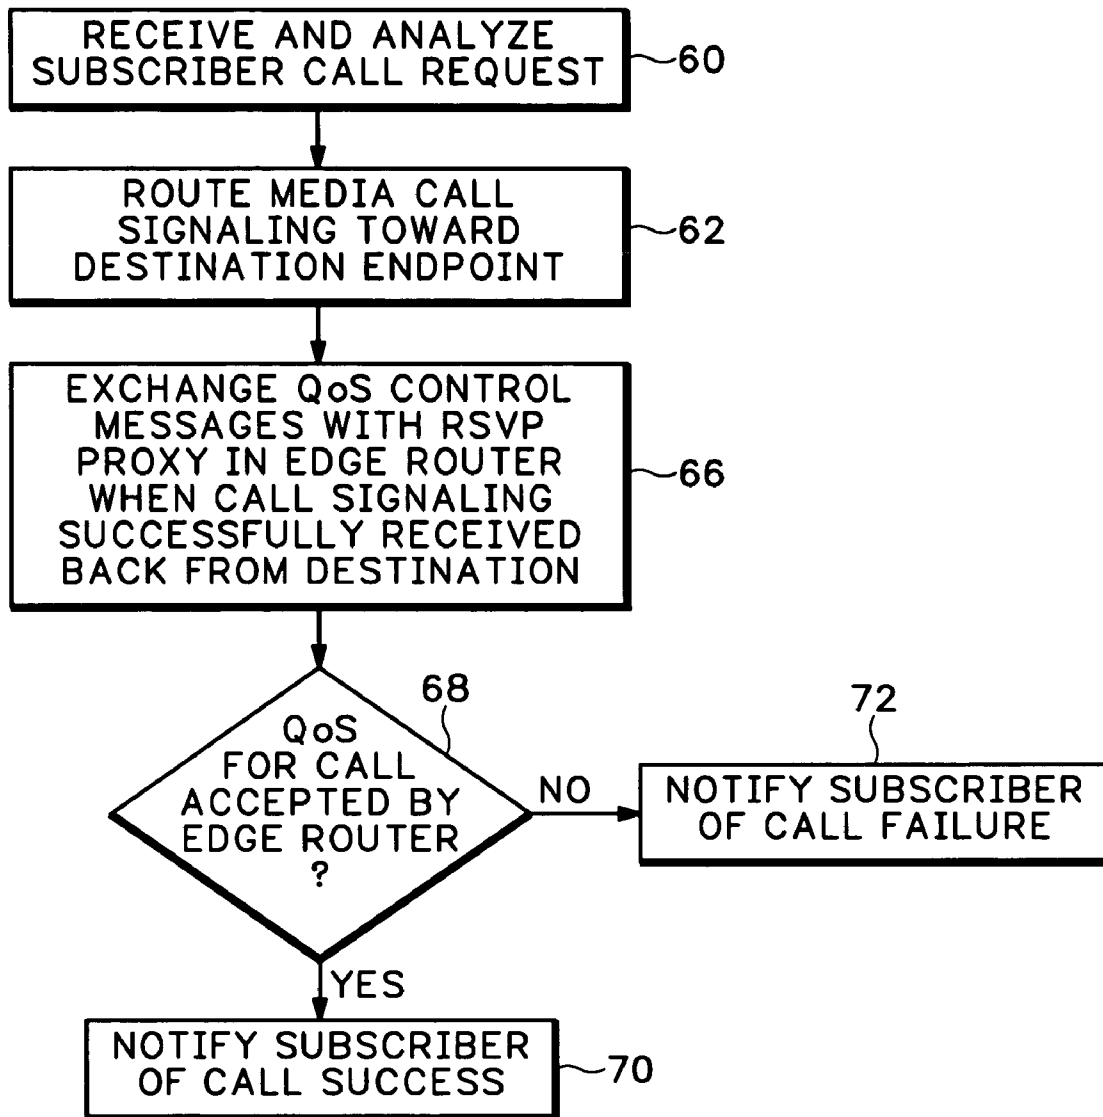 RECEIVE AND ANALYZE
SUBSCRIBER CALL REQUEST
60
ROUTE MEDIA CALL
SIGNALING TOWARD
DESTINATION ENDPOINT
62
EXCHANGE QoS CONTROL
MESSAGES WITH RSVP
PROXY IN EDGE ROUTER
WHEN CALL SIGNALING
SUCCESSFULLY RECEIVED
BACK FROM DESTINATION
66
68
QoS
FOR CALL
ACCEPTED BY
EDGE ROUTER
?
NO
72
NOTIFY SUBSCRIBER
OF CALL FAILURE
YES
NOTIFY SUBSCRIBER
OF CALL SUCCESS
70